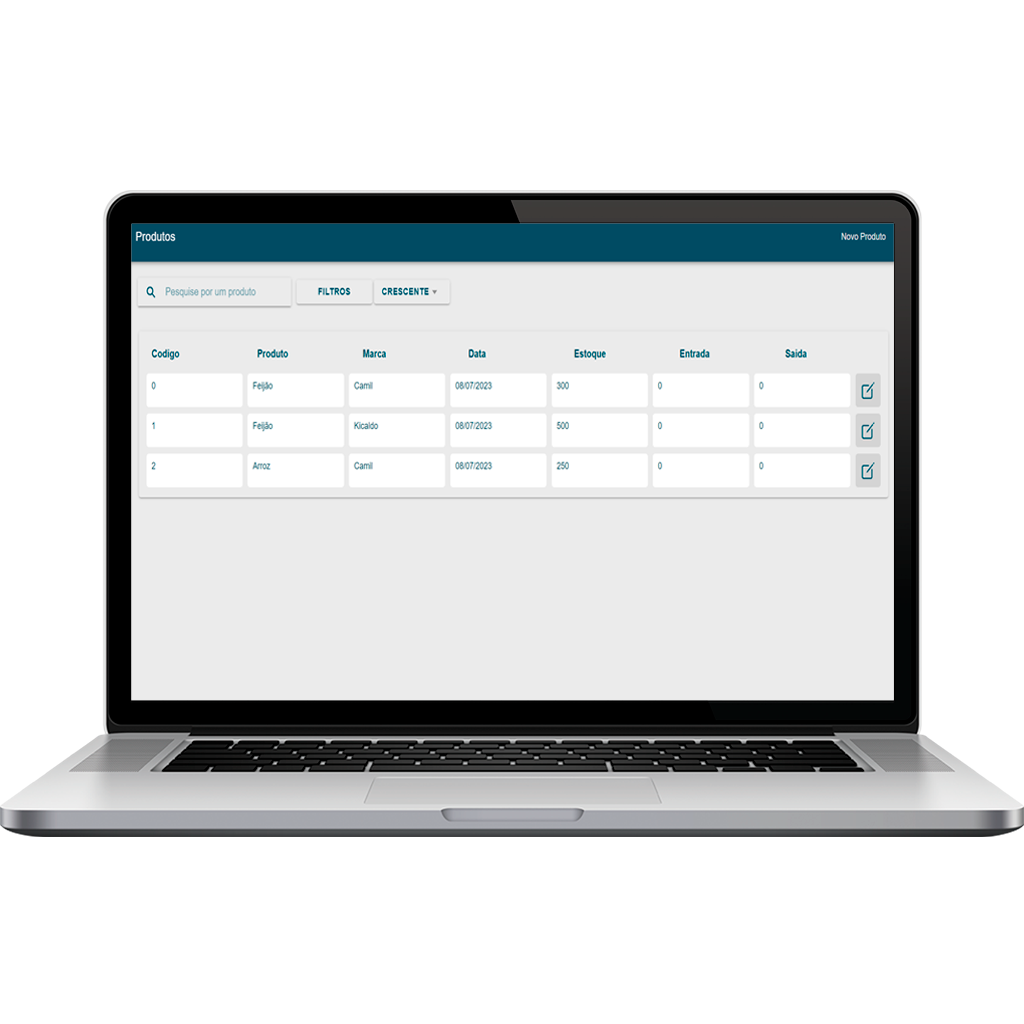 Produtos
Novo Produto
Pesquise por um produto
FILTROS
CRESCENTE
Codigo Produto Marca Data Estoque Entrada Saida
0 Feijão Camil 08/07/2023 300 0 0
1 Feijão Kicaldo 08/07/2023 500 0 0
2 Arroz Camil 08/07/2023 250 0 0